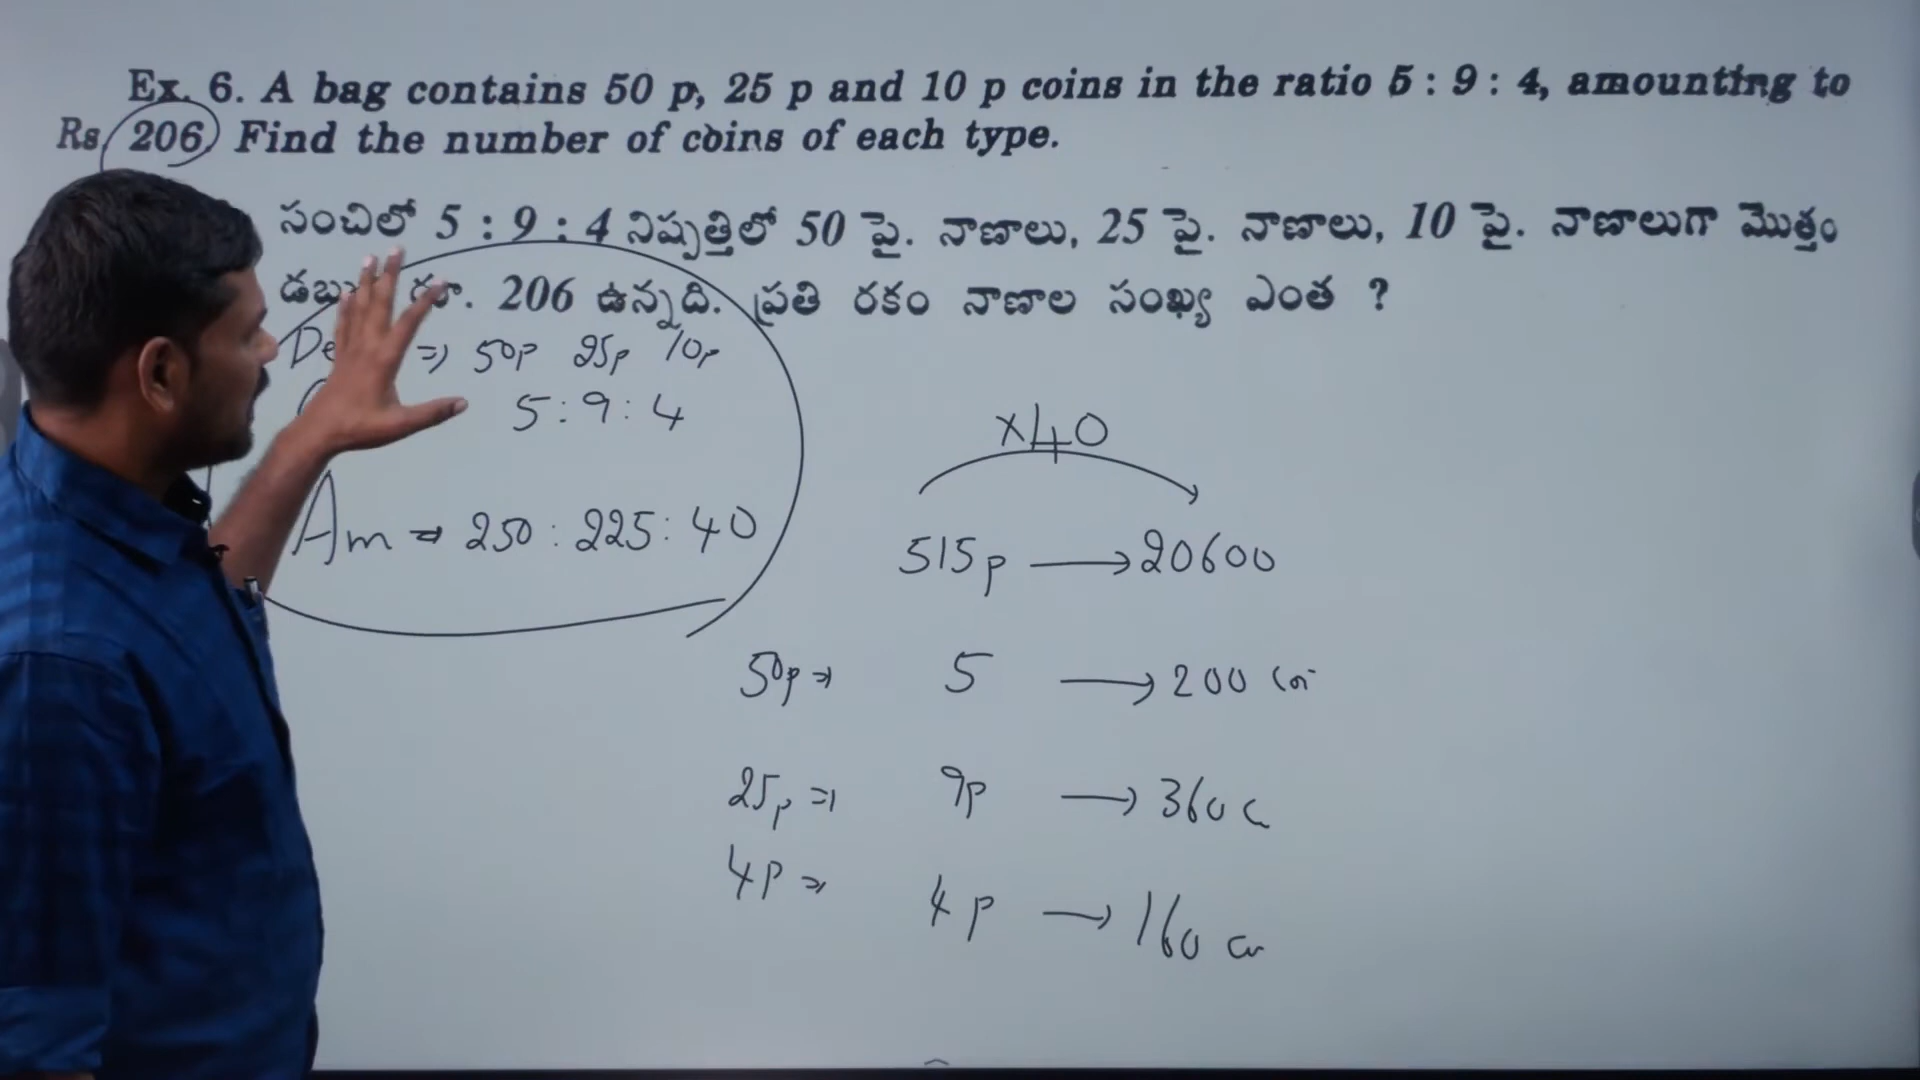 Ex. 6. A bag contains 50 p, 25 p and 10 p coins in the ratio 5 : 9 : 4, amounting to
Rs. 206. Find the number of coins of each type.
సంచిలో 5 : 9 : 4 నిష్పత్తిలో 50 పై. నాణాలు, 25 పై. నాణాలు, 10 పై. నాణాలుగా మొత్తం
రూ. 206 ఉన్నది. ప్రతి రకం నాణాల సంఖ్య ఎంత ?
⇒ 50p 25p 10p
5 : 9 : 4
Am ⇒ 250 : 225 : 40
×40
515p → 20600
50p ⇒ 5 → 200
25p ⇒ 9p → 360 c
4p ⇒ 4p → 160